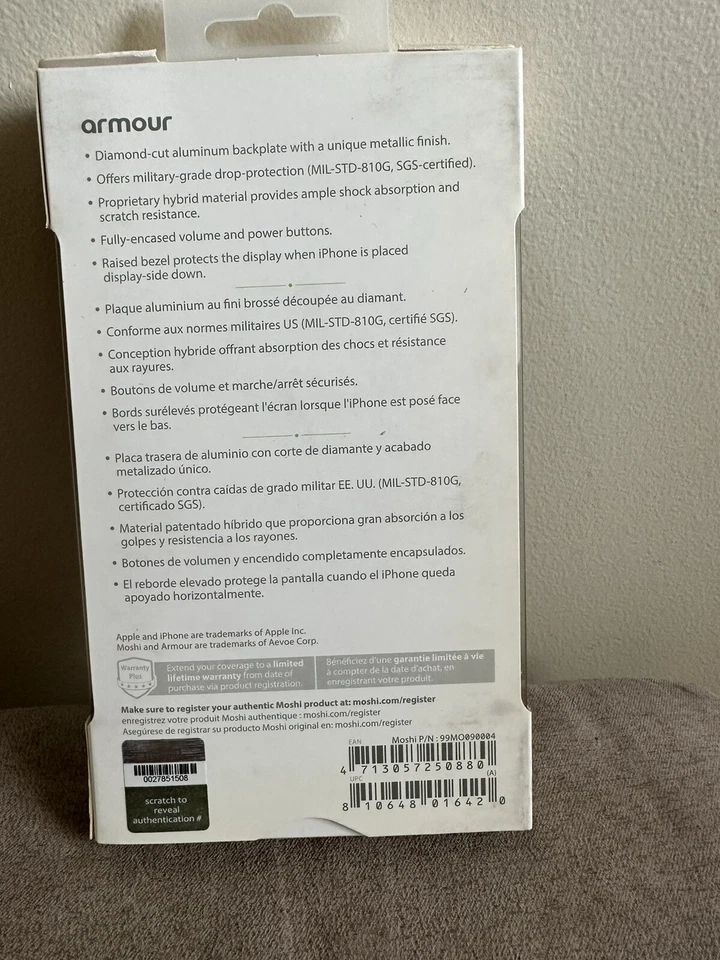 armour
• Diamond-cut aluminum backplate with a unique metallic finish.
• Offers military-grade drop-protection (MIL-STD-810G, SGS-certified).
• Proprietary hybrid material provides ample shock absorption and
scratch resistance.
• Fully-encased volume and power buttons.
• Raised bezel protects the display when iPhone is placed
display-side down.
• Plaque aluminium au fini brossé découpée au diamant.
• Conforme aux normes militaires US (MIL-STD-810G, certifié SGS).
• Conception hybride offrant absorption des chocs et résistance
aux rayures.
• Boutons de volume et marche/arrêt sécurisés.
• Bords surélevés protégeant l'écran lorsque l'iPhone est posé face
vers le bas.
• Placa trasera de aluminio con corte de diamante y acabado
metalizado único.
• Protección contra caídas de grado militar EE. UU. (MIL-STD-810G,
certificado SGS).
• Material patentado híbrido que proporciona gran absorción a los
golpes y resistencia a los rayones.
• Botones de volumen y encendido completamente encapsulados.
• El reborde elevado protege la pantalla cuando el iPhone queda
apoyado horizontalmente.
Apple and iPhone are trademarks of Apple Inc.
Moshi and Armour are trademarks of Aevoe Corp.
Warranty
Plus
Extend your coverage to a limited
lifetime warranty from date of
purchase via product registration.
Bénéficiez d'une garantie limitée à vie
à compter de la date d'achat, en
enregistrant votre produit.
Make sure to register your authentic Moshi product at: moshi.com/register
enregistrez votre produit Moshi authentique : moshi.com/register
Asegúrese de registrar su producto Moshi original en: moshi.com/register
0027851508
scratch to
reveal
authentication #
EAN
Moshi P/N : 99MO090004
4 713057 250880
(A)
UPC
8 10648 01642 0